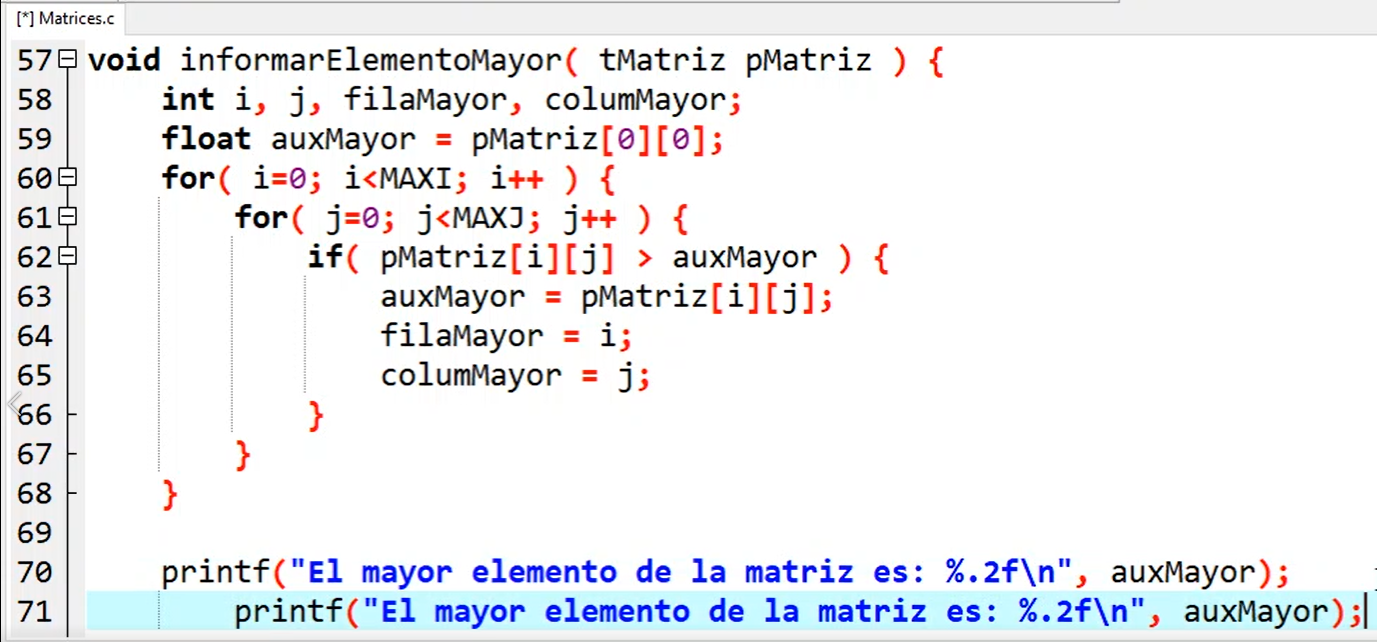 [*] Matrices.c
57 void informarElementoMayor( tMatriz pMatriz ) {
58     int i, j, filaMayor, columMayor;
59     float auxMayor = pMatriz[0][0];
60     for( i=0; i<MAXI; i++ ) {
61         for( j=0; j<MAXJ; j++ ) {
62             if( pMatriz[i][j] > auxMayor ) {
63                 auxMayor = pMatriz[i][j];
64                 filaMayor = i;
65                 columMayor = j;
66             }
67         }
68     }
69
70     printf("El mayor elemento de la matriz es: %.2f\n", auxMayor);
71         printf("El mayor elemento de la matriz es: %.2f\n", auxMayor);